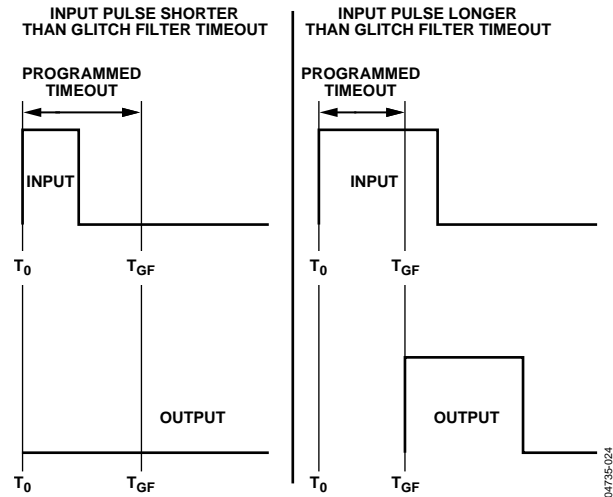 INPUT PULSE SHORTER
THAN GLITCH FILTER TIMEOUT
INPUT PULSE LONGER
THAN GLITCH FILTER TIMEOUT
PROGRAMMED
TIMEOUT
PROGRAMMED
TIMEOUT
INPUT
INPUT
T0
TGF
T0
TGF
OUTPUT
OUTPUT
T0
TGF
T0
TGF
04735-024